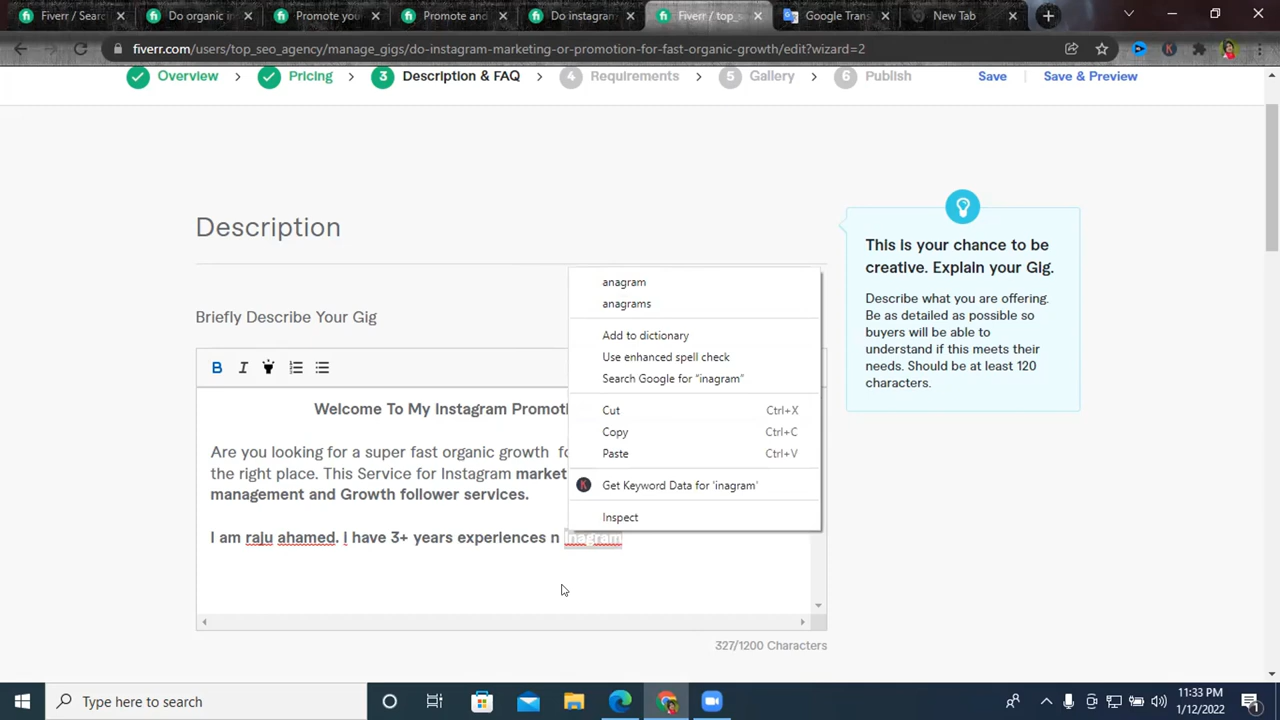 Fiverr / Sear
Do organic i
Promote you
Promote and
Do instagram
Fiverr / top_s
Google Trans
New Tab
fiverr.com/users/top_seo_agency/manage_gigs/do-instagram-marketing-or-promotion-for-fast-organic-growth/edit?wizard=2
Overview
Pricing
3 Description & FAQ
4 Requirements
5 Gallery
6 Publish
Save
Save & Preview
Description
Briefly Describe Your Gig
B I
Welcome To My Instagram Promoti
Are you looking for a super fast organic growth fo
the right place. This Service for Instagram market
management and Growth follower services.
I am raju ahamed. I have 3+ years experiences n inagram
327/1200 Characters
anagram
anagrams
Add to dictionary
Use enhanced spell check
Search Google for “inagram”
Cut Ctrl+X
Copy Ctrl+C
Paste Ctrl+V
K Get Keyword Data for 'inagram'
Inspect
This is your chance to be
creative. Explain your Gig.
Describe what you are offering.
Be as detailed as possible so
buyers will be able to
understand if this meets their
needs. Should be at least 120
characters.
Type here to search
11:33 PM
1/12/2022
1